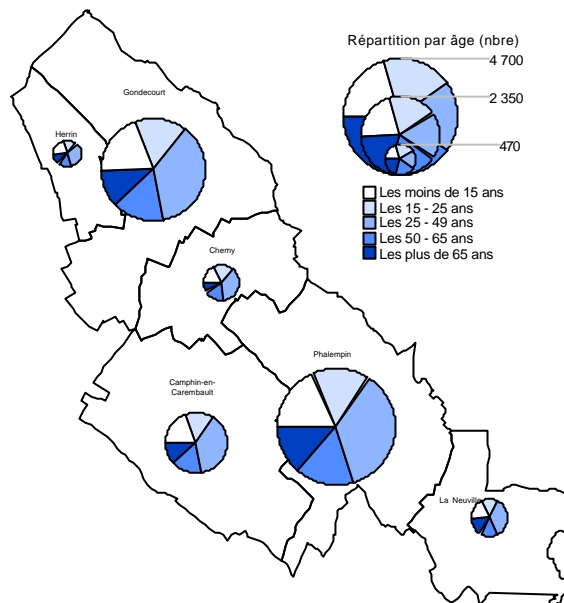 Répartition par âge (nbre)
4 700
2 350
470
Les moins de 15 ans
Les 15 - 25 ans
Les 25 - 49 ans
Les 50 - 65 ans
Les plus de 65 ans
Gondecourt
Herrin
Chemy
Phalempin
Camphin-en-
Carembault
La Neuville